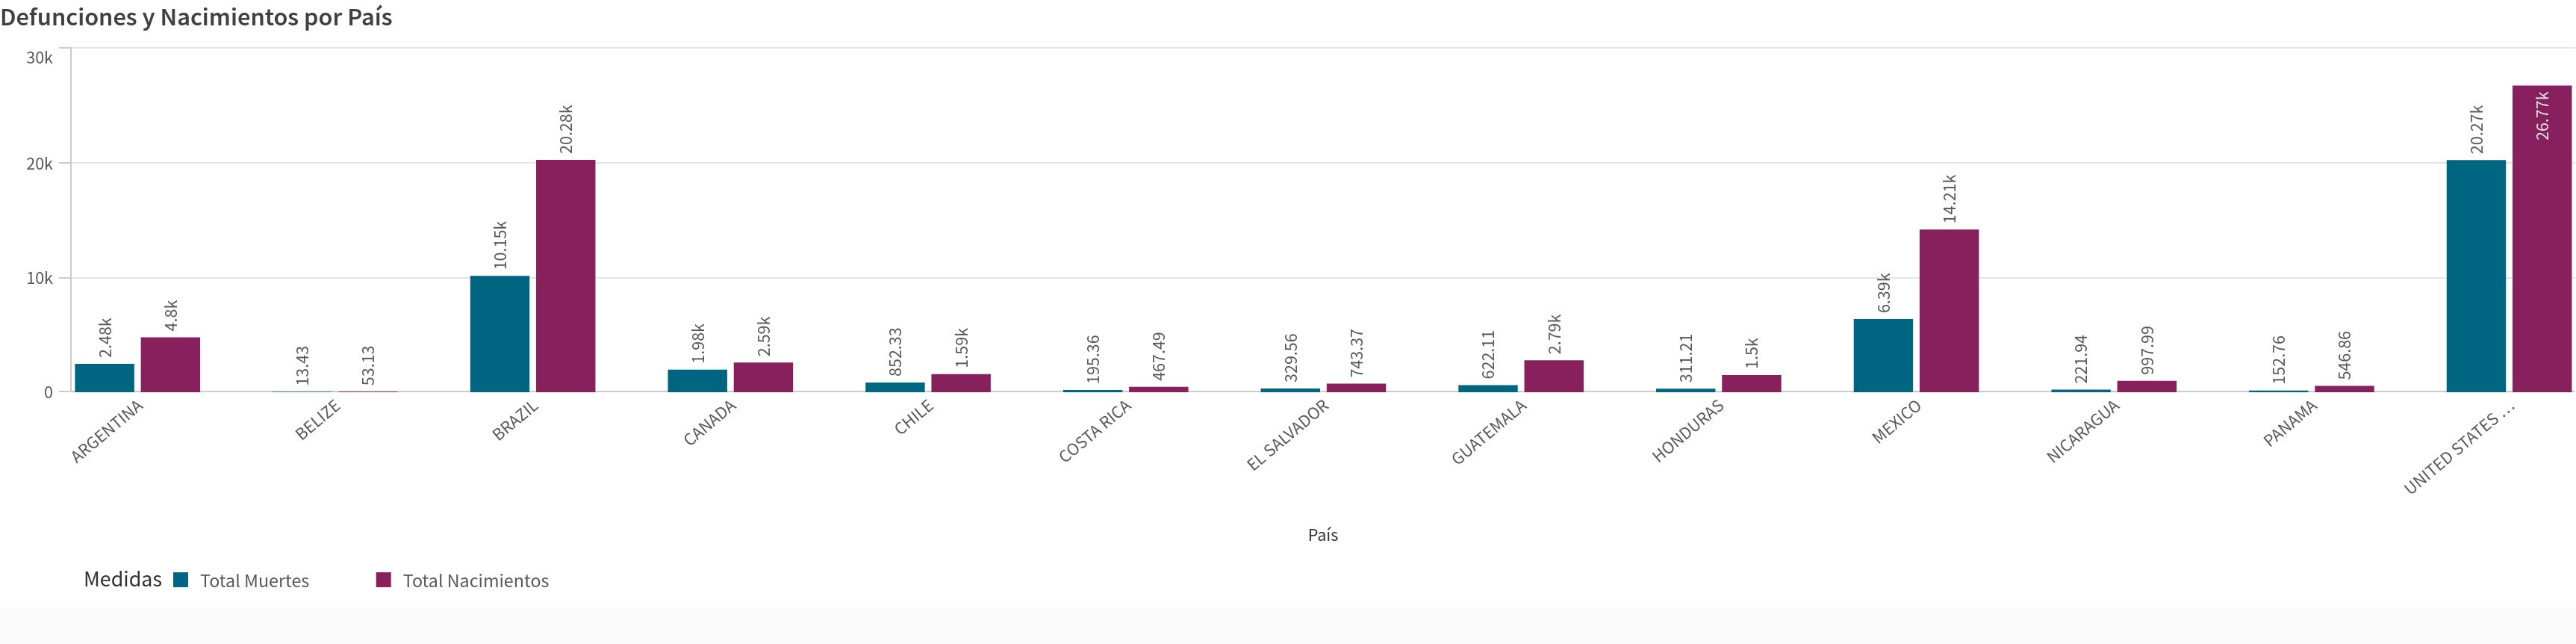 Defunciones y Nacimientos por País
30k
20k
10k
0
2.48k
4.8k
13.43
53.13
10.15k
20.28k
1.98k
2.59k
852.33
1.59k
195.36
467.49
329.56
743.37
622.11
2.79k
311.21
1.5k
6.39k
14.21k
221.94
997.99
152.76
546.86
20.27k
26.77k
ARGENTINA
BELIZE
BRAZIL
CANADA
CHILE
COSTA RICA
EL SALVADOR
GUATEMALA
HONDURAS
MEXICO
NICARAGUA
PANAMA
UNITED STATES ...
País
Medidas Total Muertes Total Nacimientos